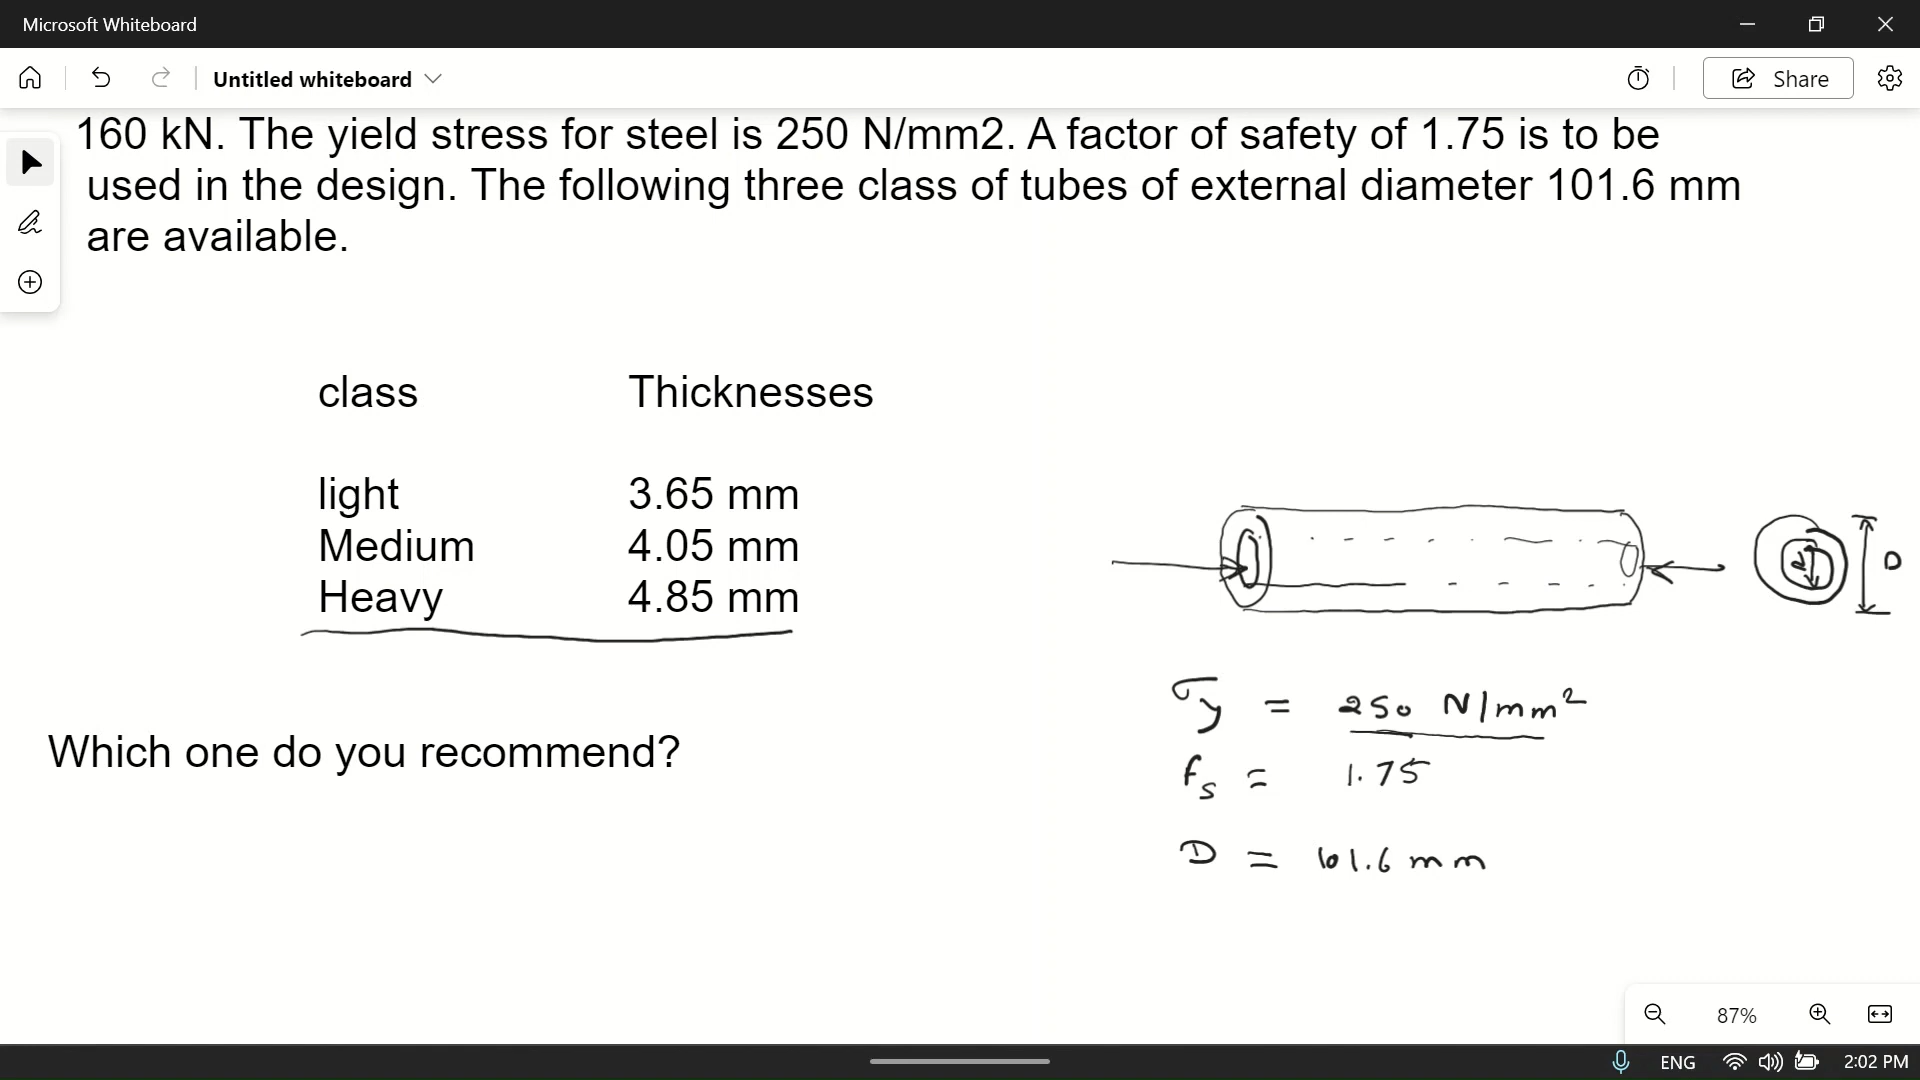 Microsoft Whiteboard
Untitled whiteboard
Share
160 kN. The yield stress for steel is 250 N/mm2. A factor of safety of 1.75 is to be
used in the design. The following three class of tubes of external diameter 101.6 mm
are available.
class Thicknesses
light 3.65 mm
Medium 4.05 mm
Heavy 4.85 mm
Which one do you recommend?
d
D
σy = 250 N/mm²
fs = 1.75
D = 101.6 mm
87%
ENG
2:02 PM